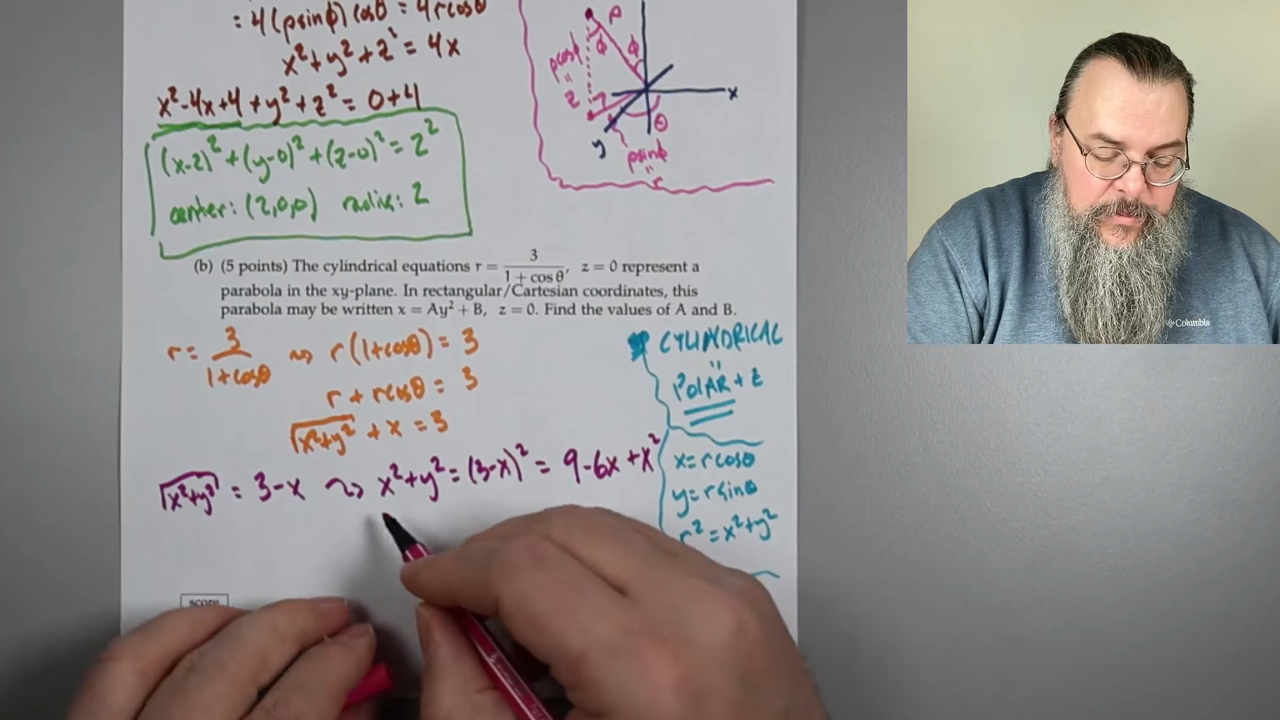 = 4(ρsinϕ)cosθ = 4rcosθ
x²+y²+z² = 4x
x²-4x+4 + y²+z² = 0+4
(x-2)²+(y-0)²+(z-0)² = 2²
center: (2,0,0) radius: 2
ρ
ϕ
ϕ
ρcosϕ
"
z
x
θ
y
ρsinϕ
"
r
(b) (5 points) The cylindrical equations r = 3/(1 + cos θ), z = 0 represent a
parabola in the xy-plane. In rectangular/Cartesian coordinates, this
parabola may be written x = Ay² + B, z = 0. Find the values of A and B.
r = 3/(1+cosθ) ⇝ r(1+cosθ) = 3
r + rcosθ = 3
√(x²+y²) + x = 3
√(x²+y²) = 3-x ⇝ x²+y² = (3-x)² = 9-6x+x²
CYLINDRICAL
"
POLAR + z
x=rcosθ
y=rsinθ
r²=x²+y²
score
Columbia